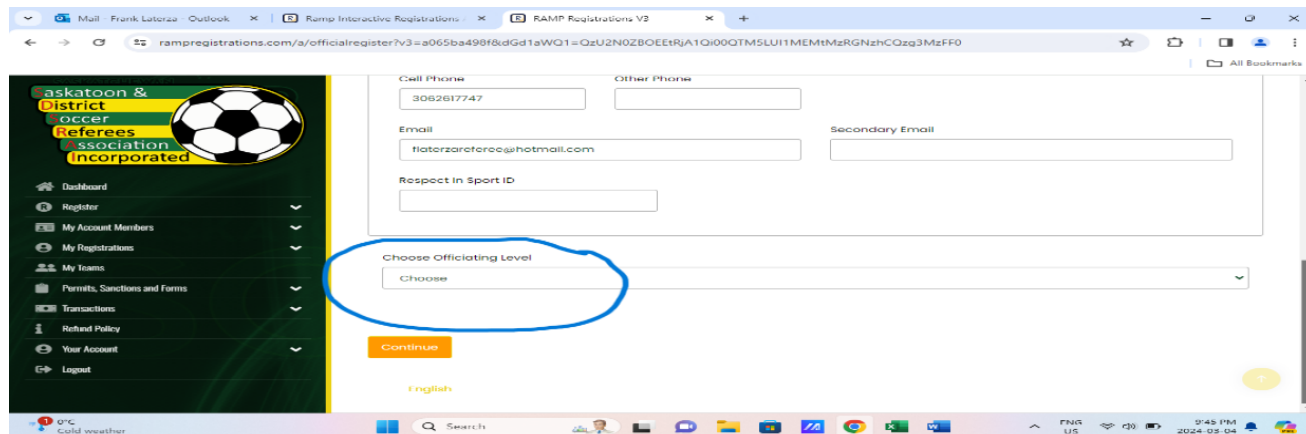 Mail - Frank Laterza - Outlook
Ramp Interactive Registrations
RAMP Registrations V3
rampregistrations.com/a/officialregister?v3=a065ba498f&dGd1aWQ1=QzU2N0ZBOEEtRjA1Qi00QTM5LUI1MEMtMzRGNzhCQzg3MzFF0
All Bookmarks
Saskatoon &
District
Soccer
Referees
Association
Incorporated
Dashboard
Register
My Account Members
My Registrations
My Teams
Permits, Sanctions and Forms
Transactions
Refund Policy
Your Account
Logout
Cell Phone
Other Phone
3062617747
Email
Secondary Email
flaterzareferee@hotmail.com
Respect In Sport ID
Choose Officiating Level
Choose
Continue
English
1
0°C
Cold weather
Search
ENG
US
9:45 PM
2024-03-04